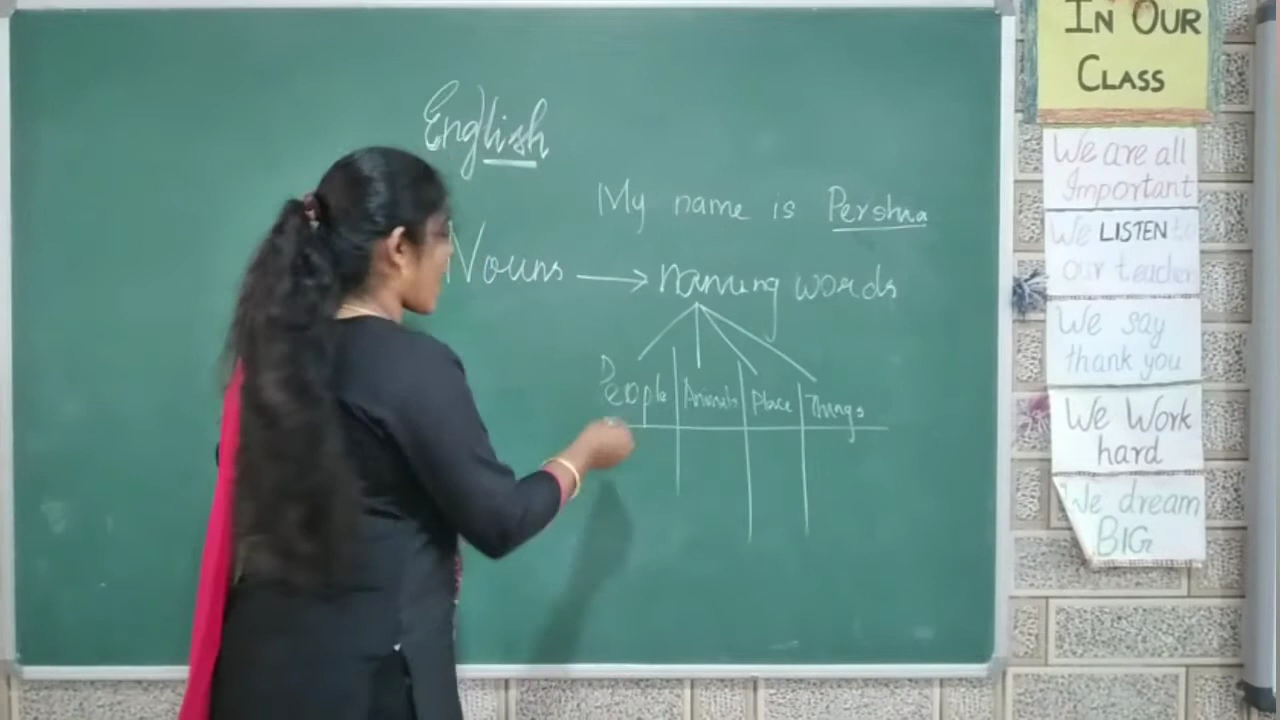 English
My name is Pershia
Nouns → naming words
People Animals Place Things
IN OUR
CLASS
We are all
Important
We LISTEN to
our teacher
We say
thank you
We Work
hard
We dream
BIG